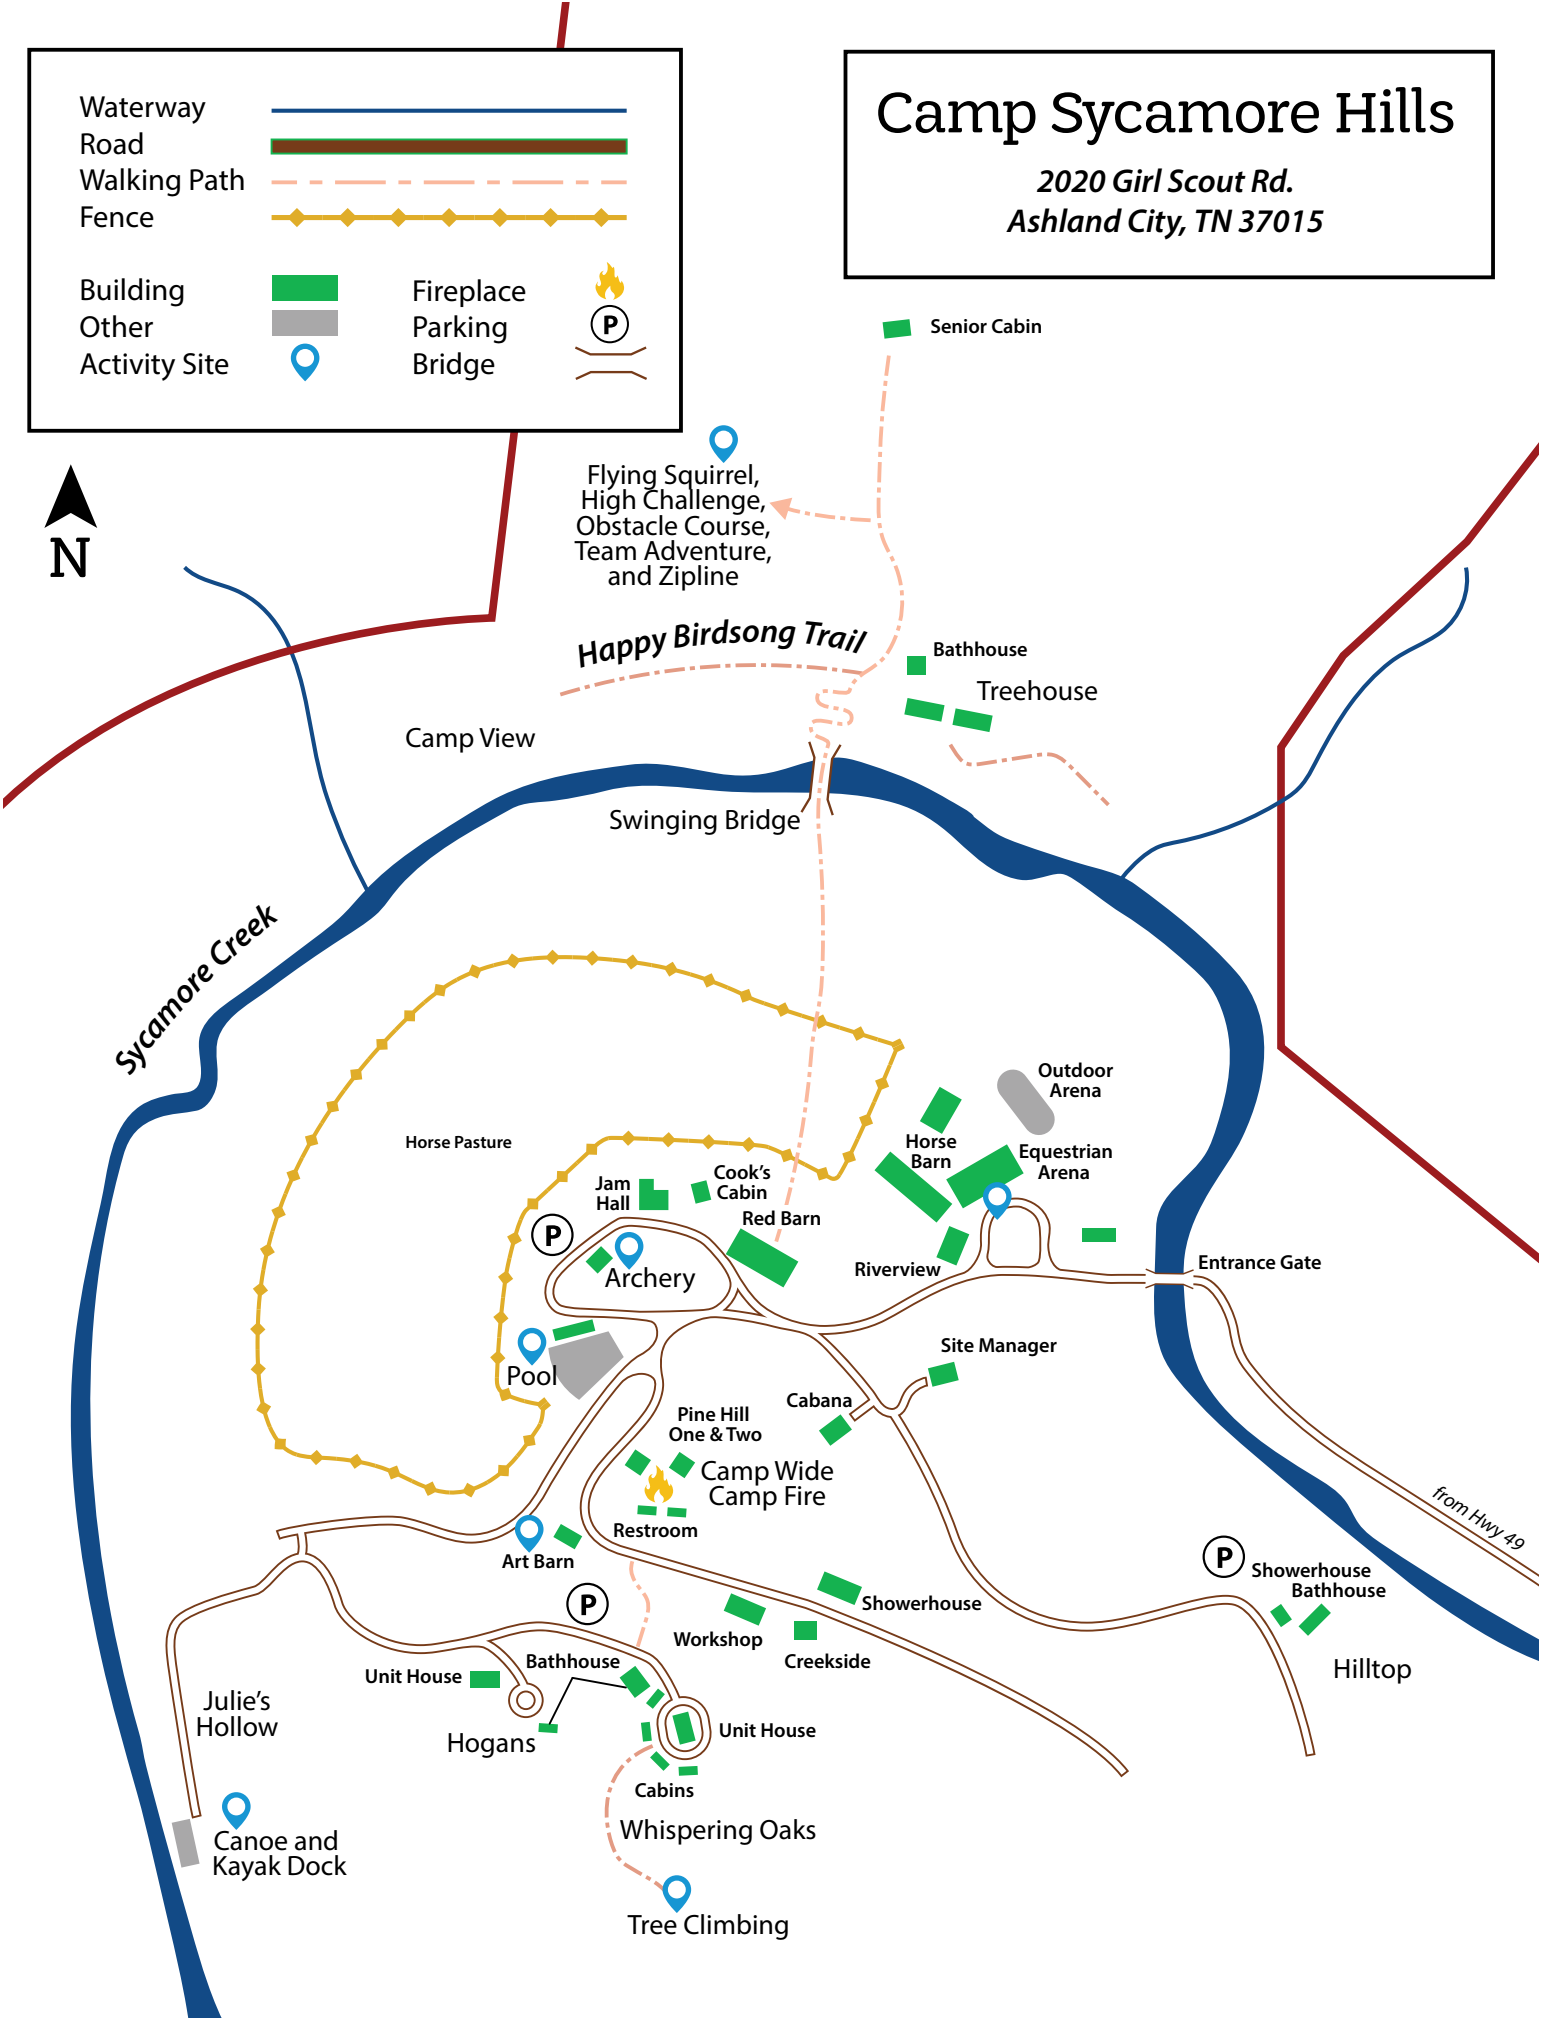 Waterway
Road
Walking Path
Fence
Building
Other
Activity Site
Fireplace
Parking
P
Bridge
Camp Sycamore Hills
2020 Girl Scout Rd.
Ashland City, TN 37015
N
Senior Cabin
Flying Squirrel,
High Challenge,
Obstacle Course,
Team Adventure,
and Zipline
Happy Birdsong Trail
Bathhouse
Treehouse
Camp View
Swinging Bridge
Sycamore Creek
Outdoor
Arena
Horse Pasture
Horse
Barn
Equestrian
Arena
Jam
Hall
Cook's
Cabin
Red Barn
P
Archery
Riverview
Entrance Gate
Pool
Site Manager
Cabana
Pine Hill
One & Two
Camp Wide
Camp Fire
Restroom
Art Barn
from Hwy 49
P
Showerhouse
Bathhouse
Hilltop
P
Showerhouse
Workshop
Creekside
Unit House
Bathhouse
Julie's
Hollow
Hogans
Unit House
Cabins
Whispering Oaks
Canoe and
Kayak Dock
Tree Climbing